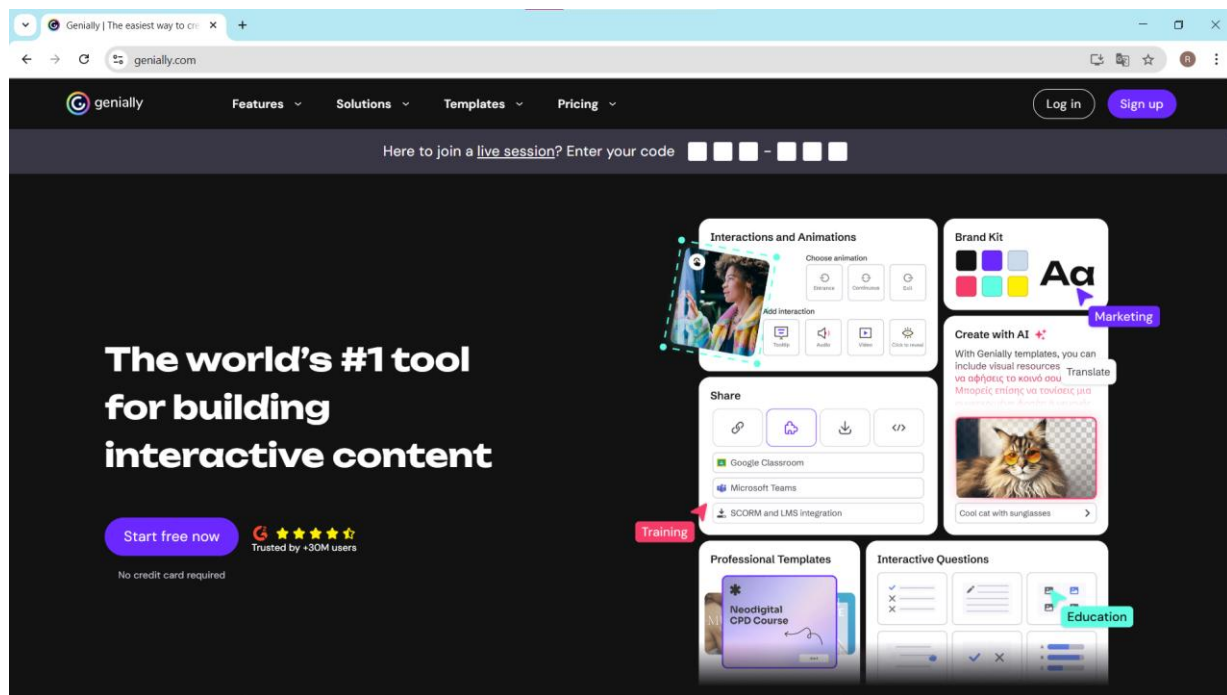 Genially | The easiest way to cre
genially.com
R
genially
Features
Solutions
Templates
Pricing
Log in
Sign up
Here to join a live session? Enter your code
-
The world's #1 tool
for building
interactive content
Start free now
Trusted by +30M users
No credit card required
Interactions and Animations
Choose animation
Entrance
Continuous
Exit
Add interaction
Tooltip
Audio
Video
Click to reveal
Brand Kit
Aa
Marketing
Create with AI
With Genially templates, you can
include visual resources
να αφήσεις το κοινό σου
Translate
Μπορείς επίσης να τονίσεις μια
Cool cat with sunglasses
Share
Google Classroom
Microsoft Teams
SCORM and LMS integration
Training
Professional Templates
Neodigital
CPD Course
Interactive Questions
Education